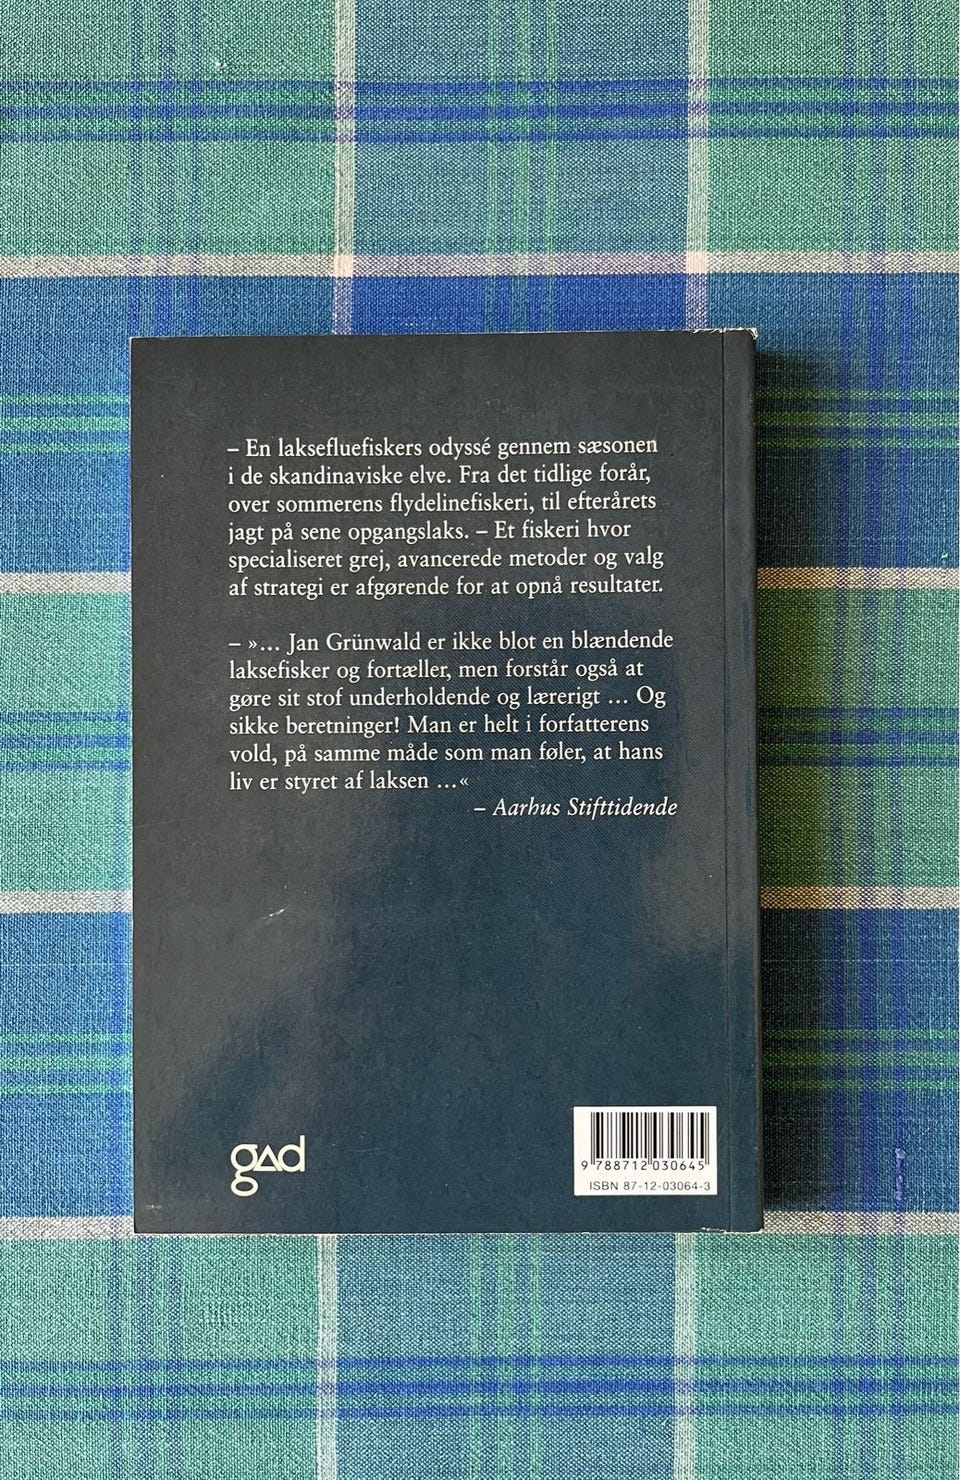 – En laksefluefiskers odyssé gennem sæsonen
i de skandinaviske elve. Fra det tidlige forår,
over sommerens flydelinefiskeri, til efterårets
jagt på sene opgangslaks. – Et fiskeri hvor
specialiseret grej, avancerede metoder og valg
af strategi er afgørende for at opnå resultater.
– »... Jan Grünwald er ikke blot en blændende
laksefisker og fortæller, men forstår også at
gøre sit stof underholdende og lærerigt ... Og
sikke beretninger! Man er helt i forfatterens
vold, på samme måde som man føler, at hans
liv er styret af laksen ...«
– Aarhus Stifttidende
gad
9 788712 030645
ISBN 87-12-03064-3